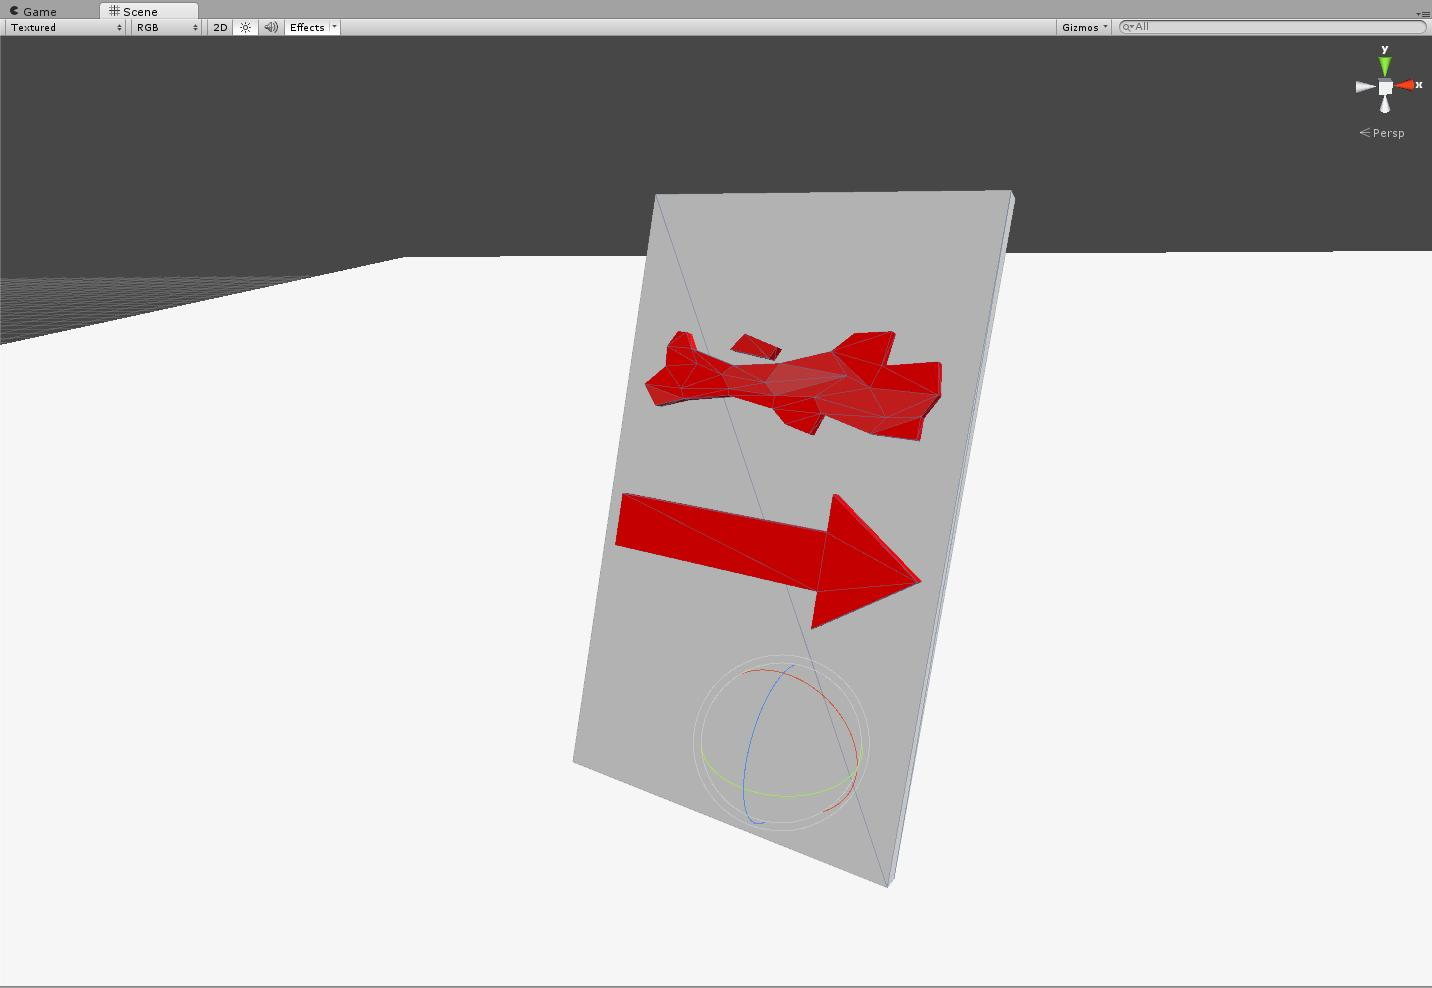 Game Scene
Textured RGB 2D Effects Gizmos All
y
x
Persp